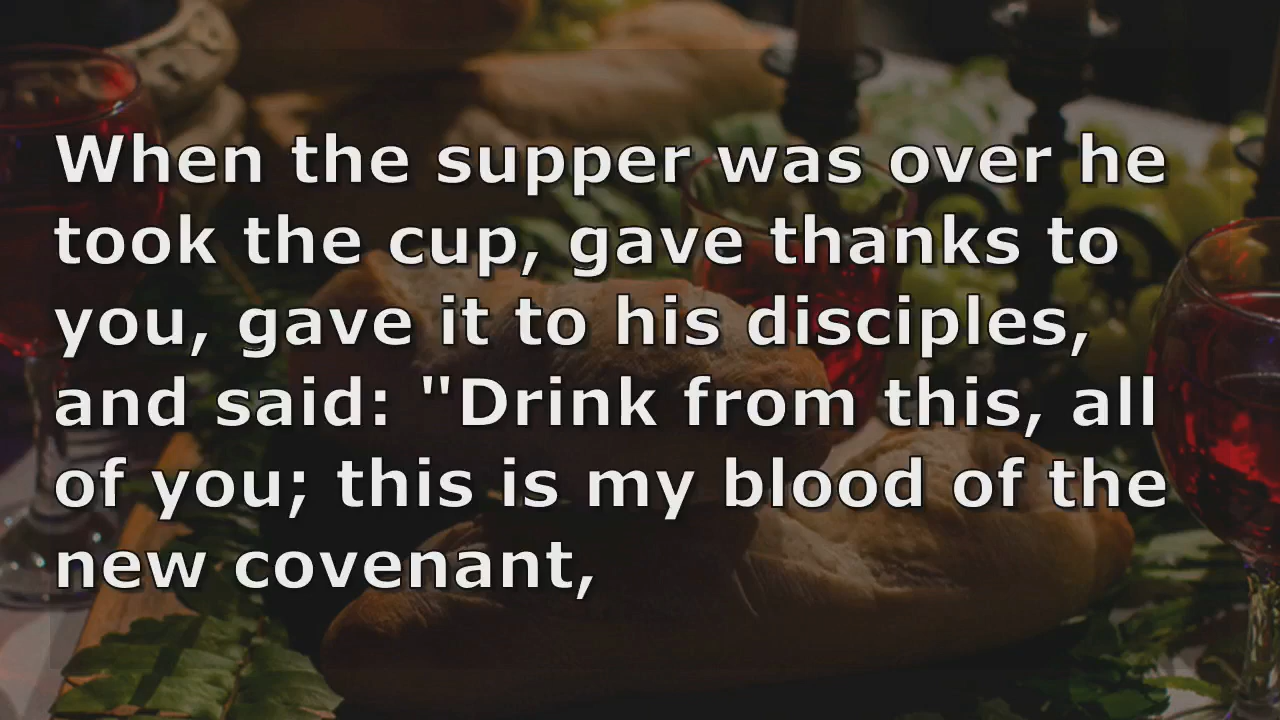 When the supper was over he
took the cup, gave thanks to
you, gave it to his disciples,
and said: "Drink from this, all
of you; this is my blood of the
new covenant,